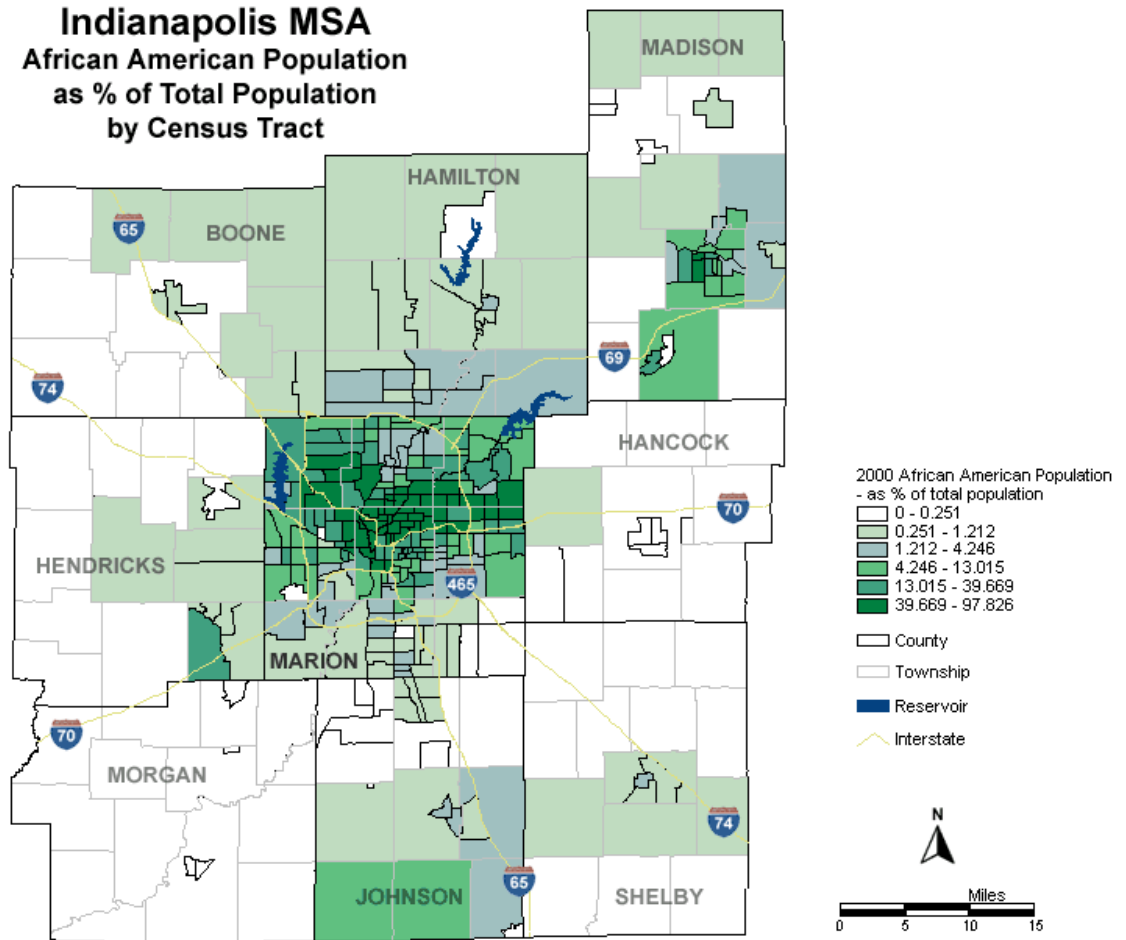 Indianapolis MSA
African American Population
as % of Total Population
by Census Tract
MADISON
HAMILTON
65
BOONE
69
74
HANCOCK
70
HENDRICKS
465
MARION
70
MORGAN
74
65
JOHNSON
SHELBY
2000 African American Population
- as % of total population
0 - 0.251
0.251 - 1.212
1.212 - 4.246
4.246 - 13.015
13.015 - 39.669
39.669 - 97.826
County
Township
Reservoir
Interstate
N
Miles
0 5 10 15